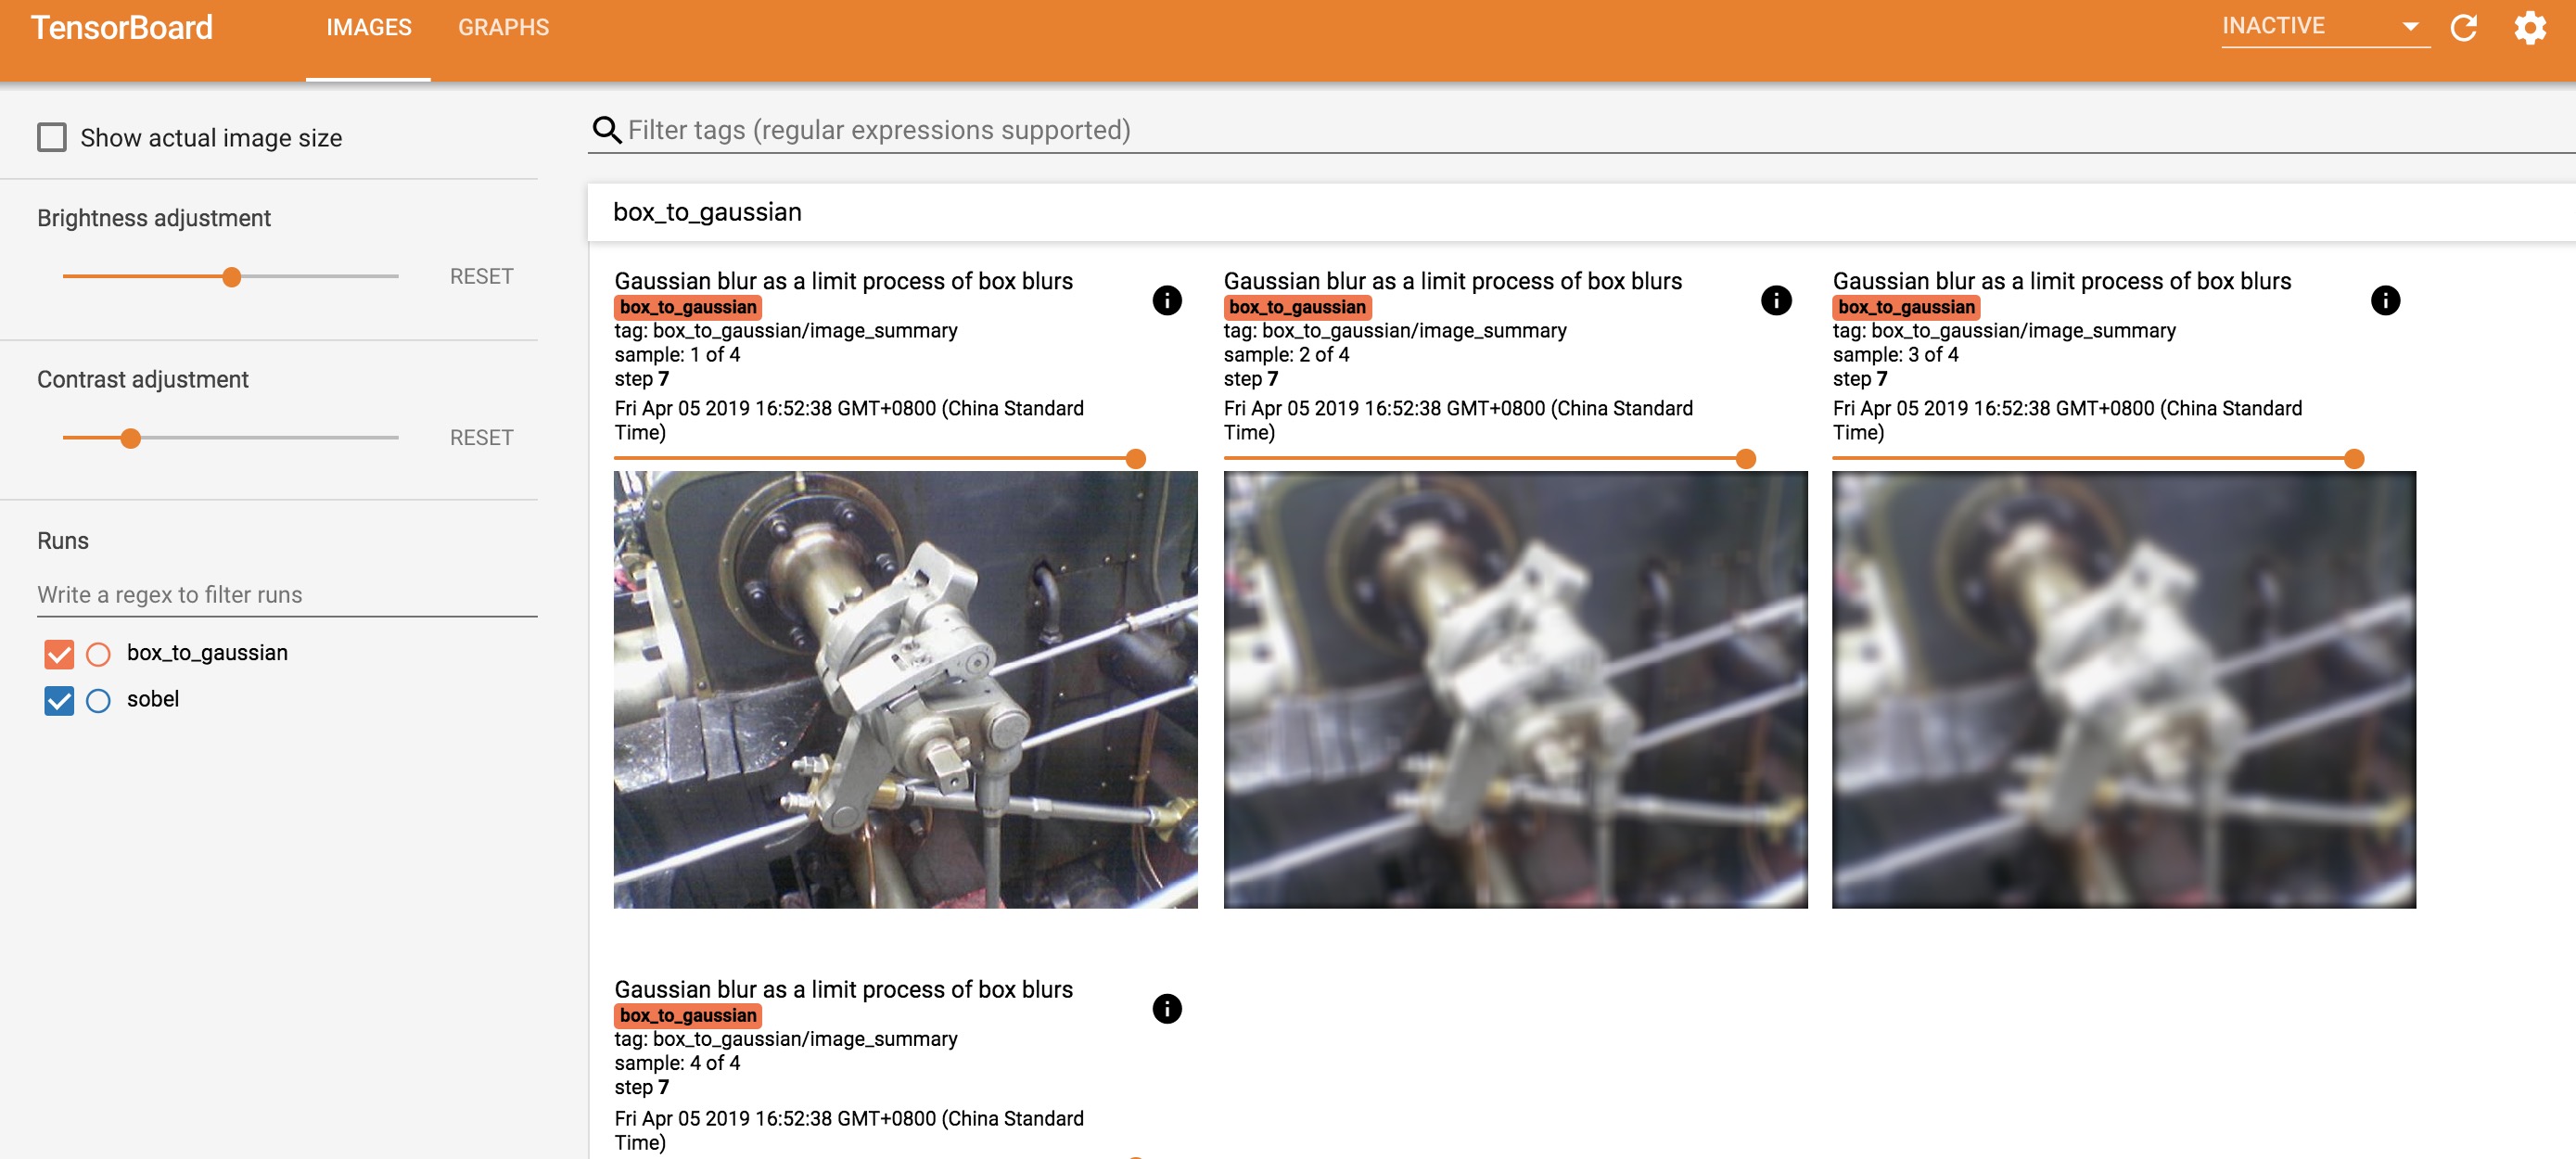 TensorBoard
IMAGES
GRAPHS
INACTIVE
Show actual image size
Brightness adjustment
RESET
Contrast adjustment
RESET
Runs
Write a regex to filter runs
box_to_gaussian
sobel
Filter tags (regular expressions supported)
box_to_gaussian
Gaussian blur as a limit process of box blurs
box_to_gaussian
tag: box_to_gaussian/image_summary
sample: 1 of 4
step 7
Fri Apr 05 2019 16:52:38 GMT+0800 (China Standard
Time)
Gaussian blur as a limit process of box blurs
box_to_gaussian
tag: box_to_gaussian/image_summary
sample: 2 of 4
step 7
Fri Apr 05 2019 16:52:38 GMT+0800 (China Standard
Time)
Gaussian blur as a limit process of box blurs
box_to_gaussian
tag: box_to_gaussian/image_summary
sample: 3 of 4
step 7
Fri Apr 05 2019 16:52:38 GMT+0800 (China Standard
Time)
Gaussian blur as a limit process of box blurs
box_to_gaussian
tag: box_to_gaussian/image_summary
sample: 4 of 4
step 7
Fri Apr 05 2019 16:52:38 GMT+0800 (China Standard
Time)